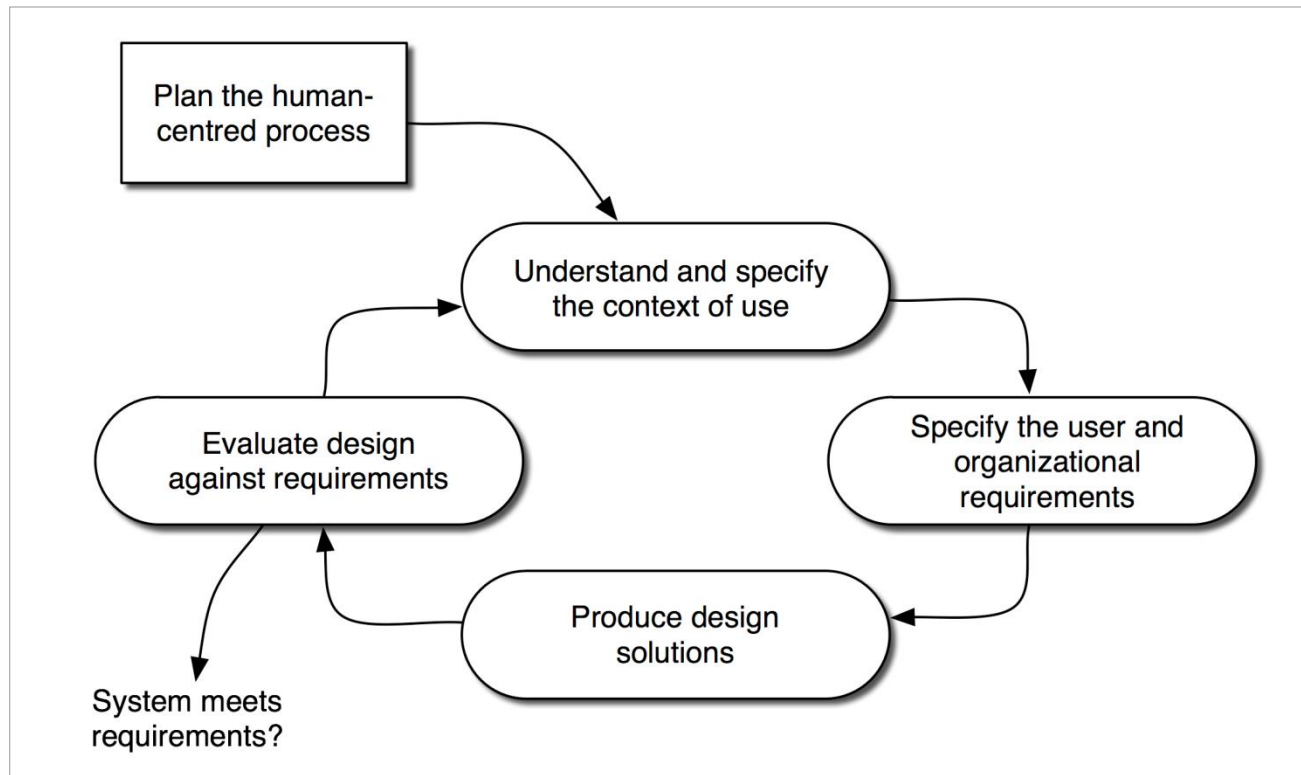 Plan the human-
centred process
Understand and specify
the context of use
Specify the user and
organizational
requirements
Produce design
solutions
Evaluate design
against requirements
System meets
requirements?